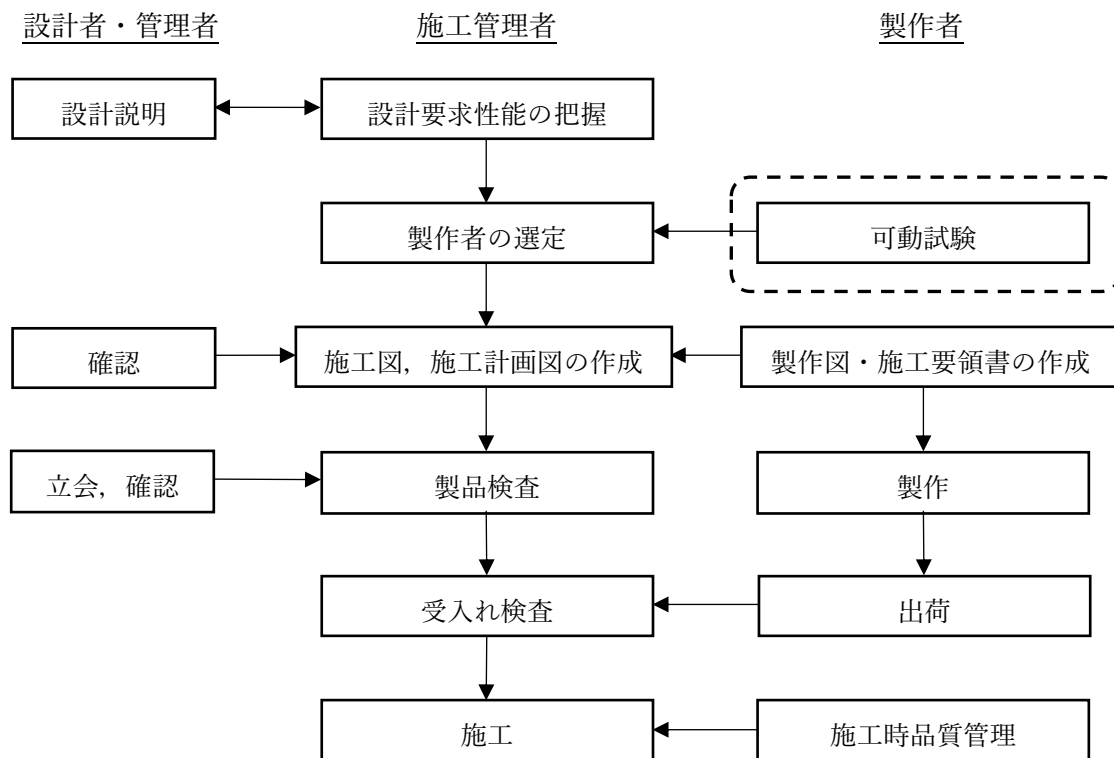 設計者・管理者
施工管理者
製作者
設計説明
設計要求性能の把握
製作者の選定
可動試験
確認
施工図，施工計画図の作成
製作図・施工要領書の作成
立会，確認
製品検査
製作
受入れ検査
出荷
施工
施工時品質管理